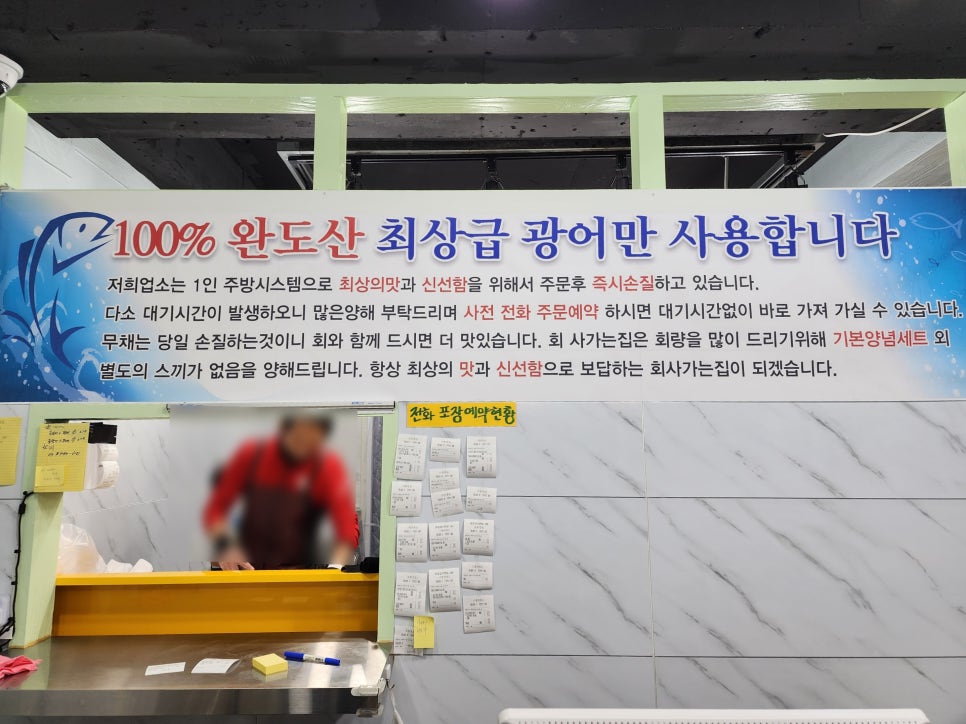 100% 완도산 최상급 광어만 사용합니다
저희업소는 1인 주방시스템으로 최상의맛과 신선함을 위해서 주문후 즉시손질하고 있습니다.
다소 대기시간이 발생하오니 많은양해 부탁드리며 사전 전화 주문예약 하시면 대기시간없이 바로 가져 가실 수 있습니다.
무채는 당일 손질하는것이니 회와 함께 드시면 더 맛있습니다. 회 사가는집은 회량을 많이 드리기위해 기본양념세트 외
별도의 스끼가 없음을 양해드립니다. 항상 최상의 맛과 신선함으로 보답하는 회사가는집이 되겠습니다.
전화 포장예약현황